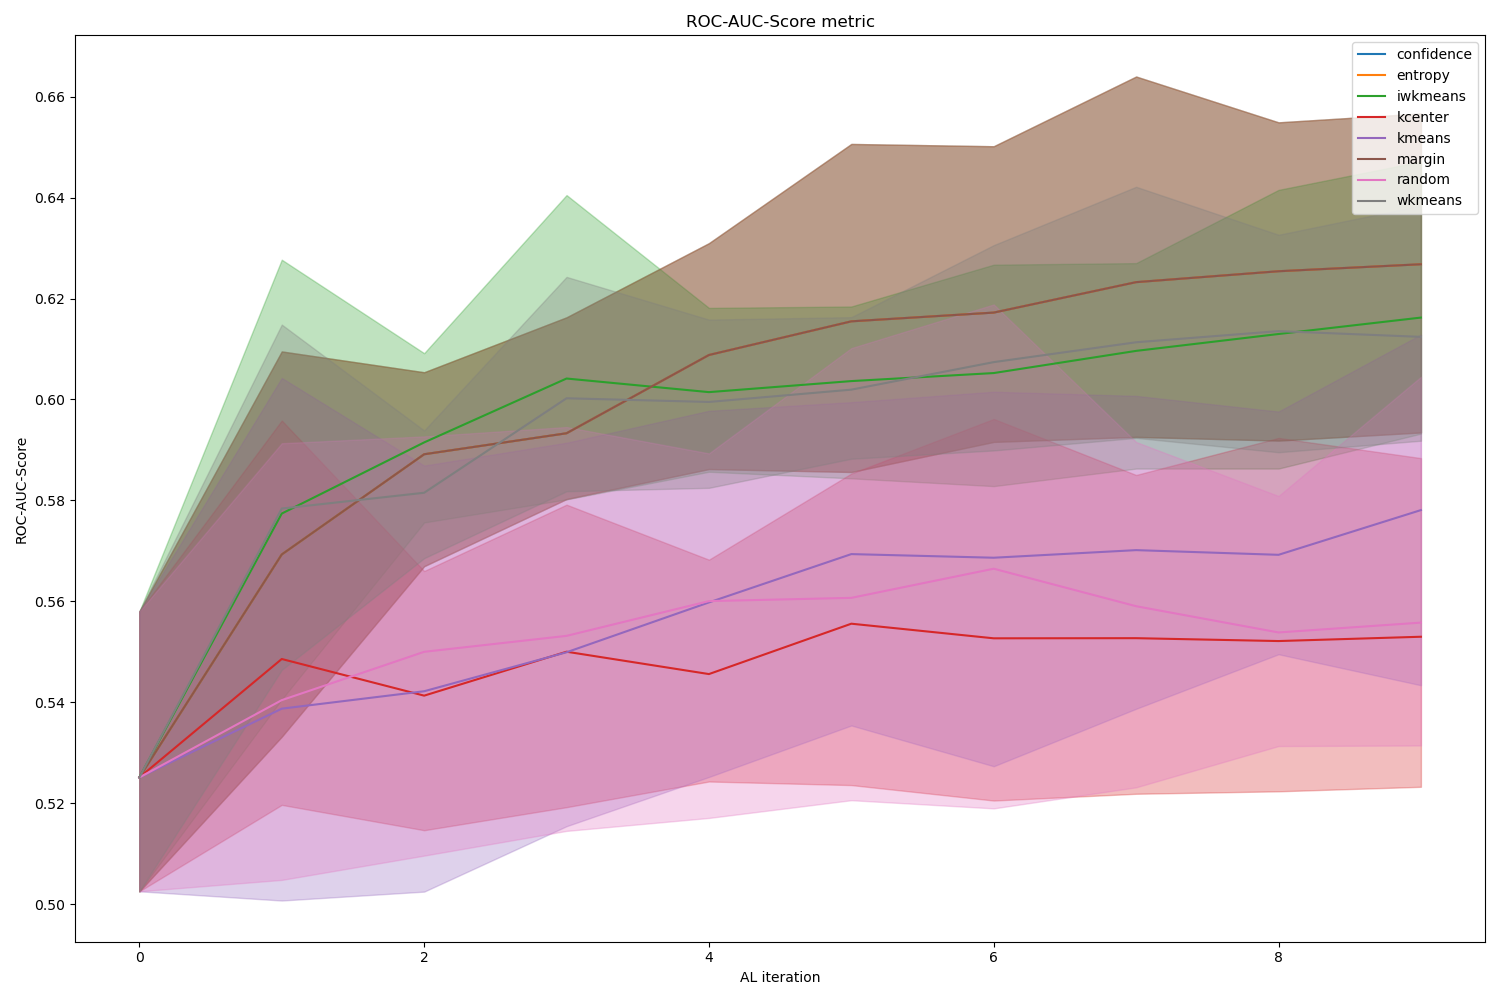 ROC-AUC-Score metric
confidence
entropy
iwkmeans
kcenter
kmeans
margin
random
wkmeans
0.66
0.64
0.62
0.60
0.58
0.56
0.54
0.52
0.50
ROC-AUC-Score
0 2 4 6 8
AL iteration